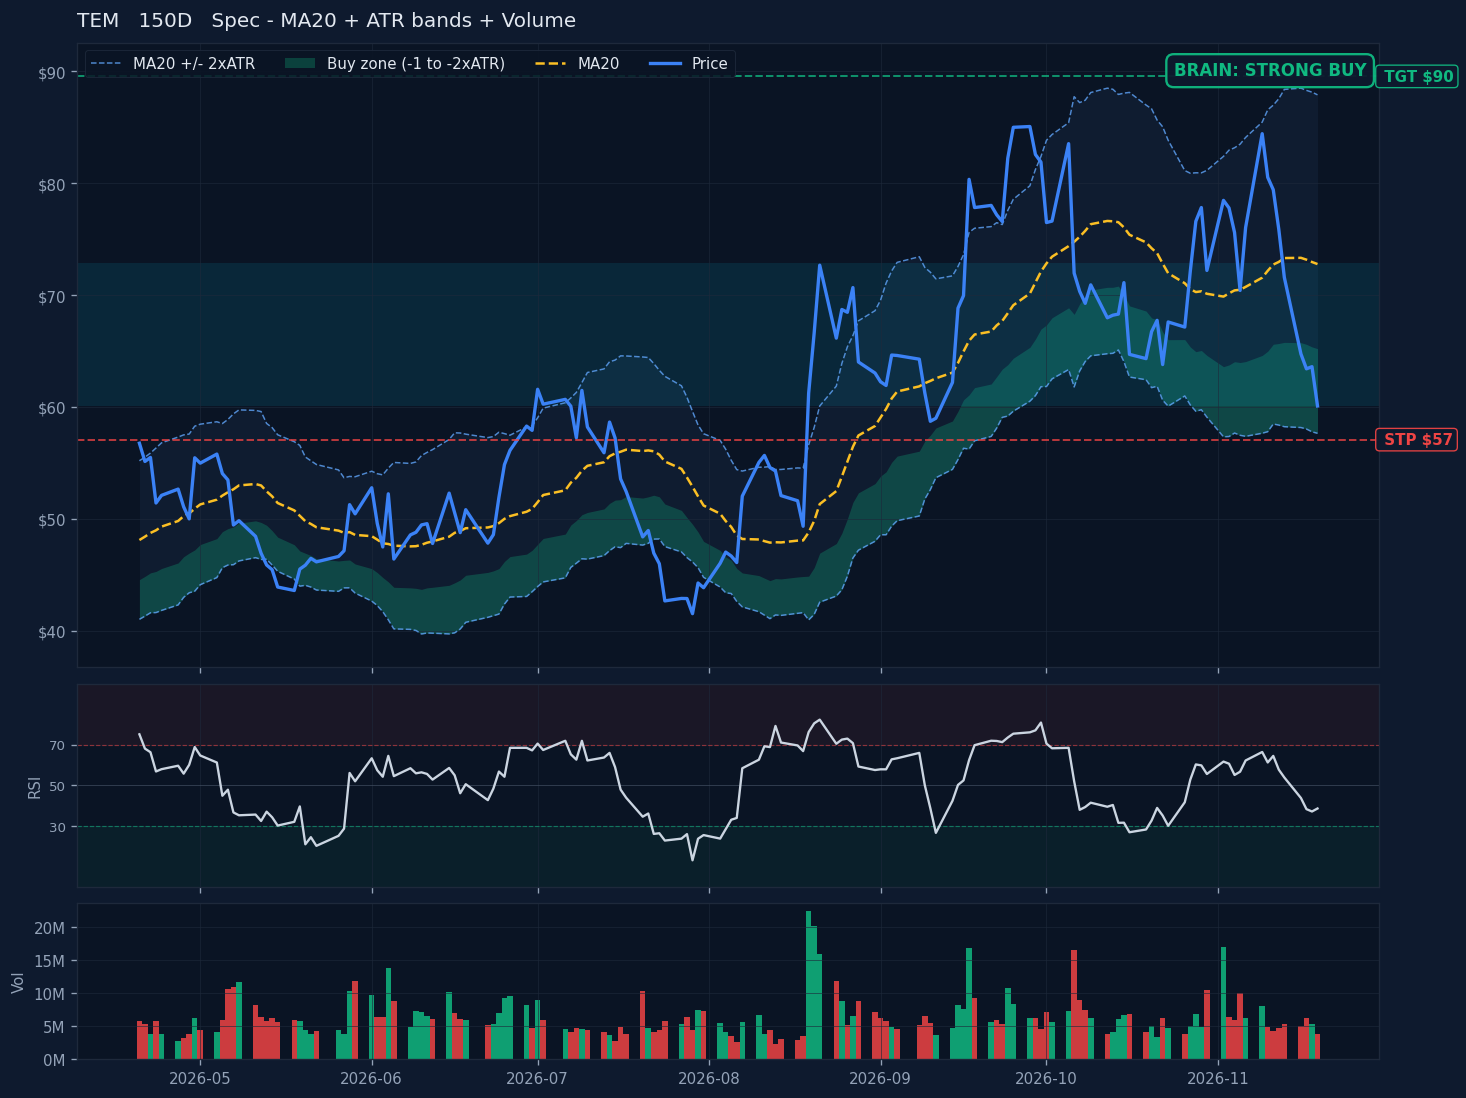 TEM 150D Spec - MA20 + ATR bands + Volume
MA20 +/- 2xATR
Buy zone (-1 to -2xATR)
MA20
Price
BRAIN: STRONG BUY
TGT $90
$90
$80
$70
$60
STP $57
$50
$40
RSI
70
50
30
Vol
20M
15M
10M
5M
0M
2026-05
2026-06
2026-07
2026-08
2026-09
2026-10
2026-11